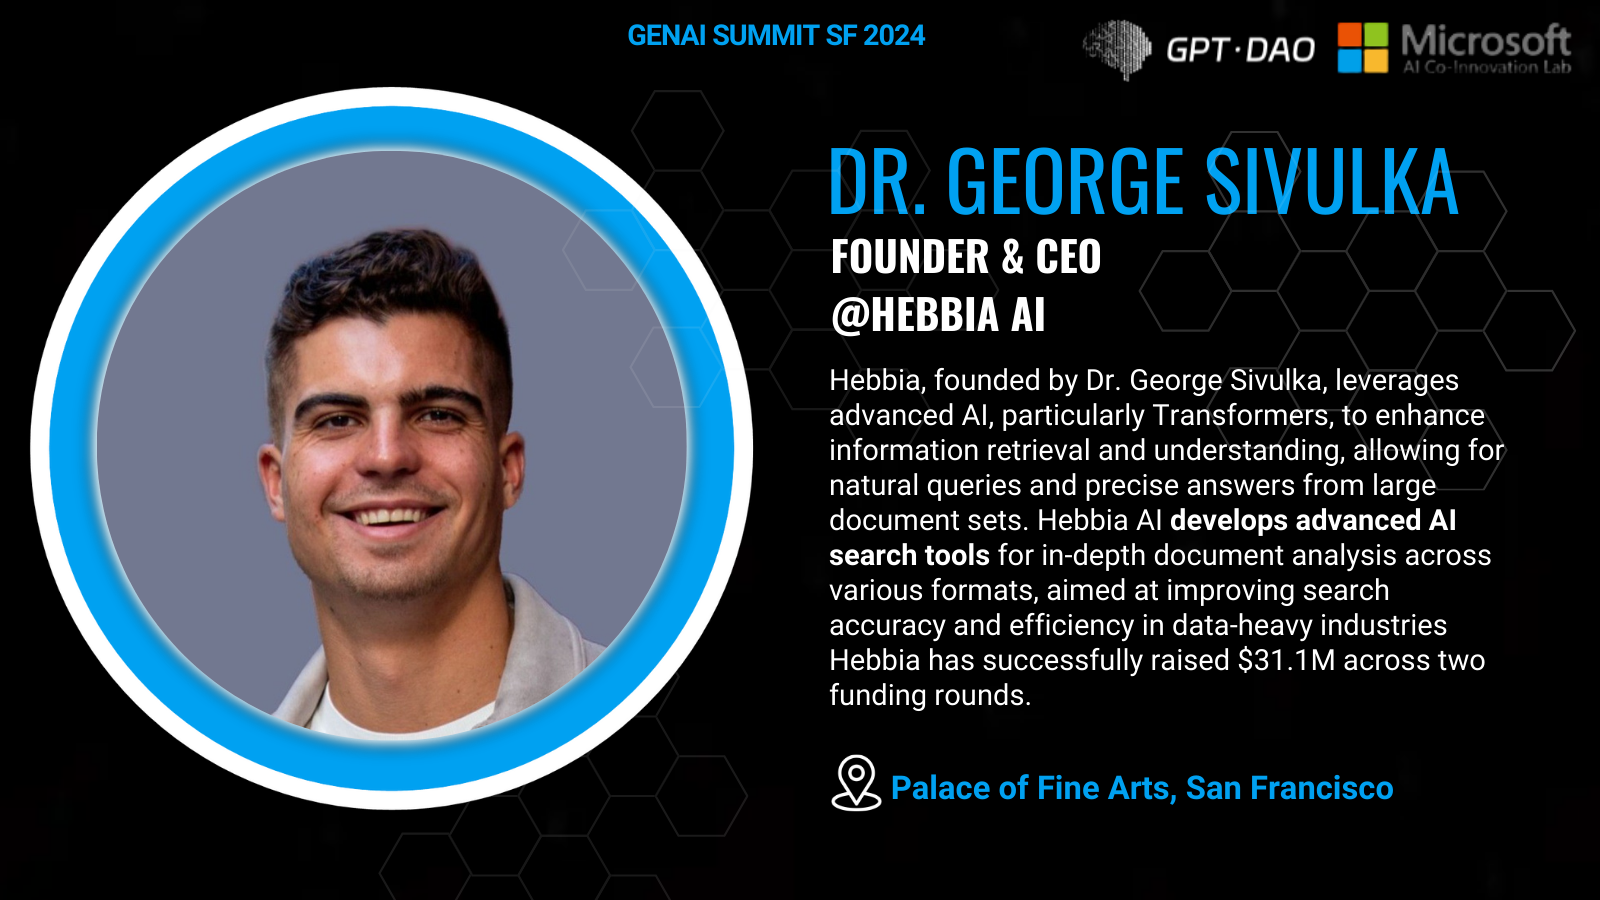 GENAI SUMMIT SF 2024
GPT·DAO
Microsoft
AI Co-Innovation Lab
DR. GEORGE SIVULKA
FOUNDER & CEO
@HEBBIA AI
Hebbia, founded by Dr. George Sivulka, leverages
advanced AI, particularly Transformers, to enhance
information retrieval and understanding, allowing for
natural queries and precise answers from large
document sets. Hebbia AI develops advanced AI
search tools for in-depth document analysis across
various formats, aimed at improving search
accuracy and efficiency in data-heavy industries
Hebbia has successfully raised $31.1M across two
funding rounds.
Palace of Fine Arts, San Francisco